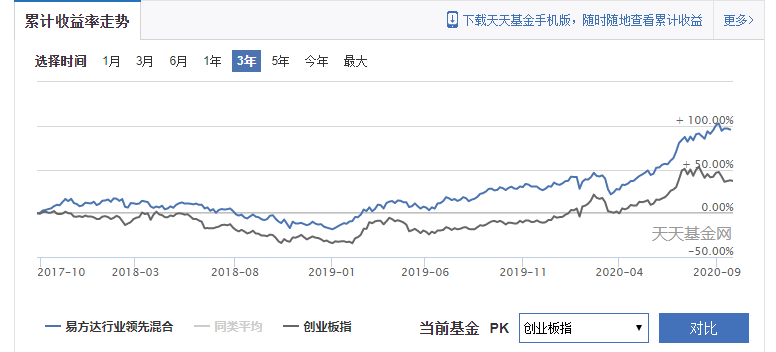 累计收益率走势
下载天天基金手机版，随时随地查看累计收益
更多>
选择时间 1月 3月 6月 1年 3年 5年 今年 最大
+ 100.00%
+ 50.00%
0.00%
天天基金网
-50.00%
2017-10 2018-03 2018-08 2019-01 2019-06 2019-11 2020-04 2020-09
易方达行业领先混合 同类平均 创业板指 当前基金 PK 创业板指 对比